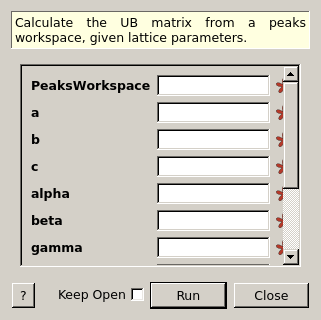 Calculate the UB matrix from a peaks
workspace, given lattice parameters.
PeaksWorkspace
a
b
c
alpha
beta
gamma
? Keep Open Run Close